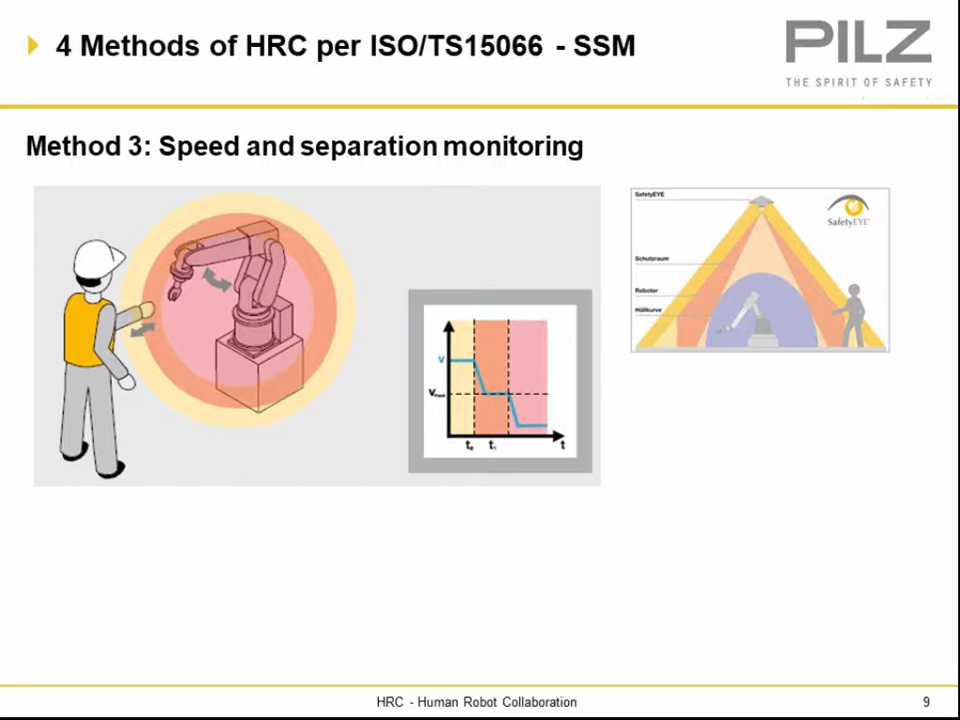 4 Methods of HRC per ISO/TS15066 - SSM
PILZ
THE SPIRIT OF SAFETY
Method 3: Speed and separation monitoring
SafetyEYE
SafetyEYE
Schutzraum
Roboter
Hüllkurve
v
t
HRC - Human Robot Collaboration
9